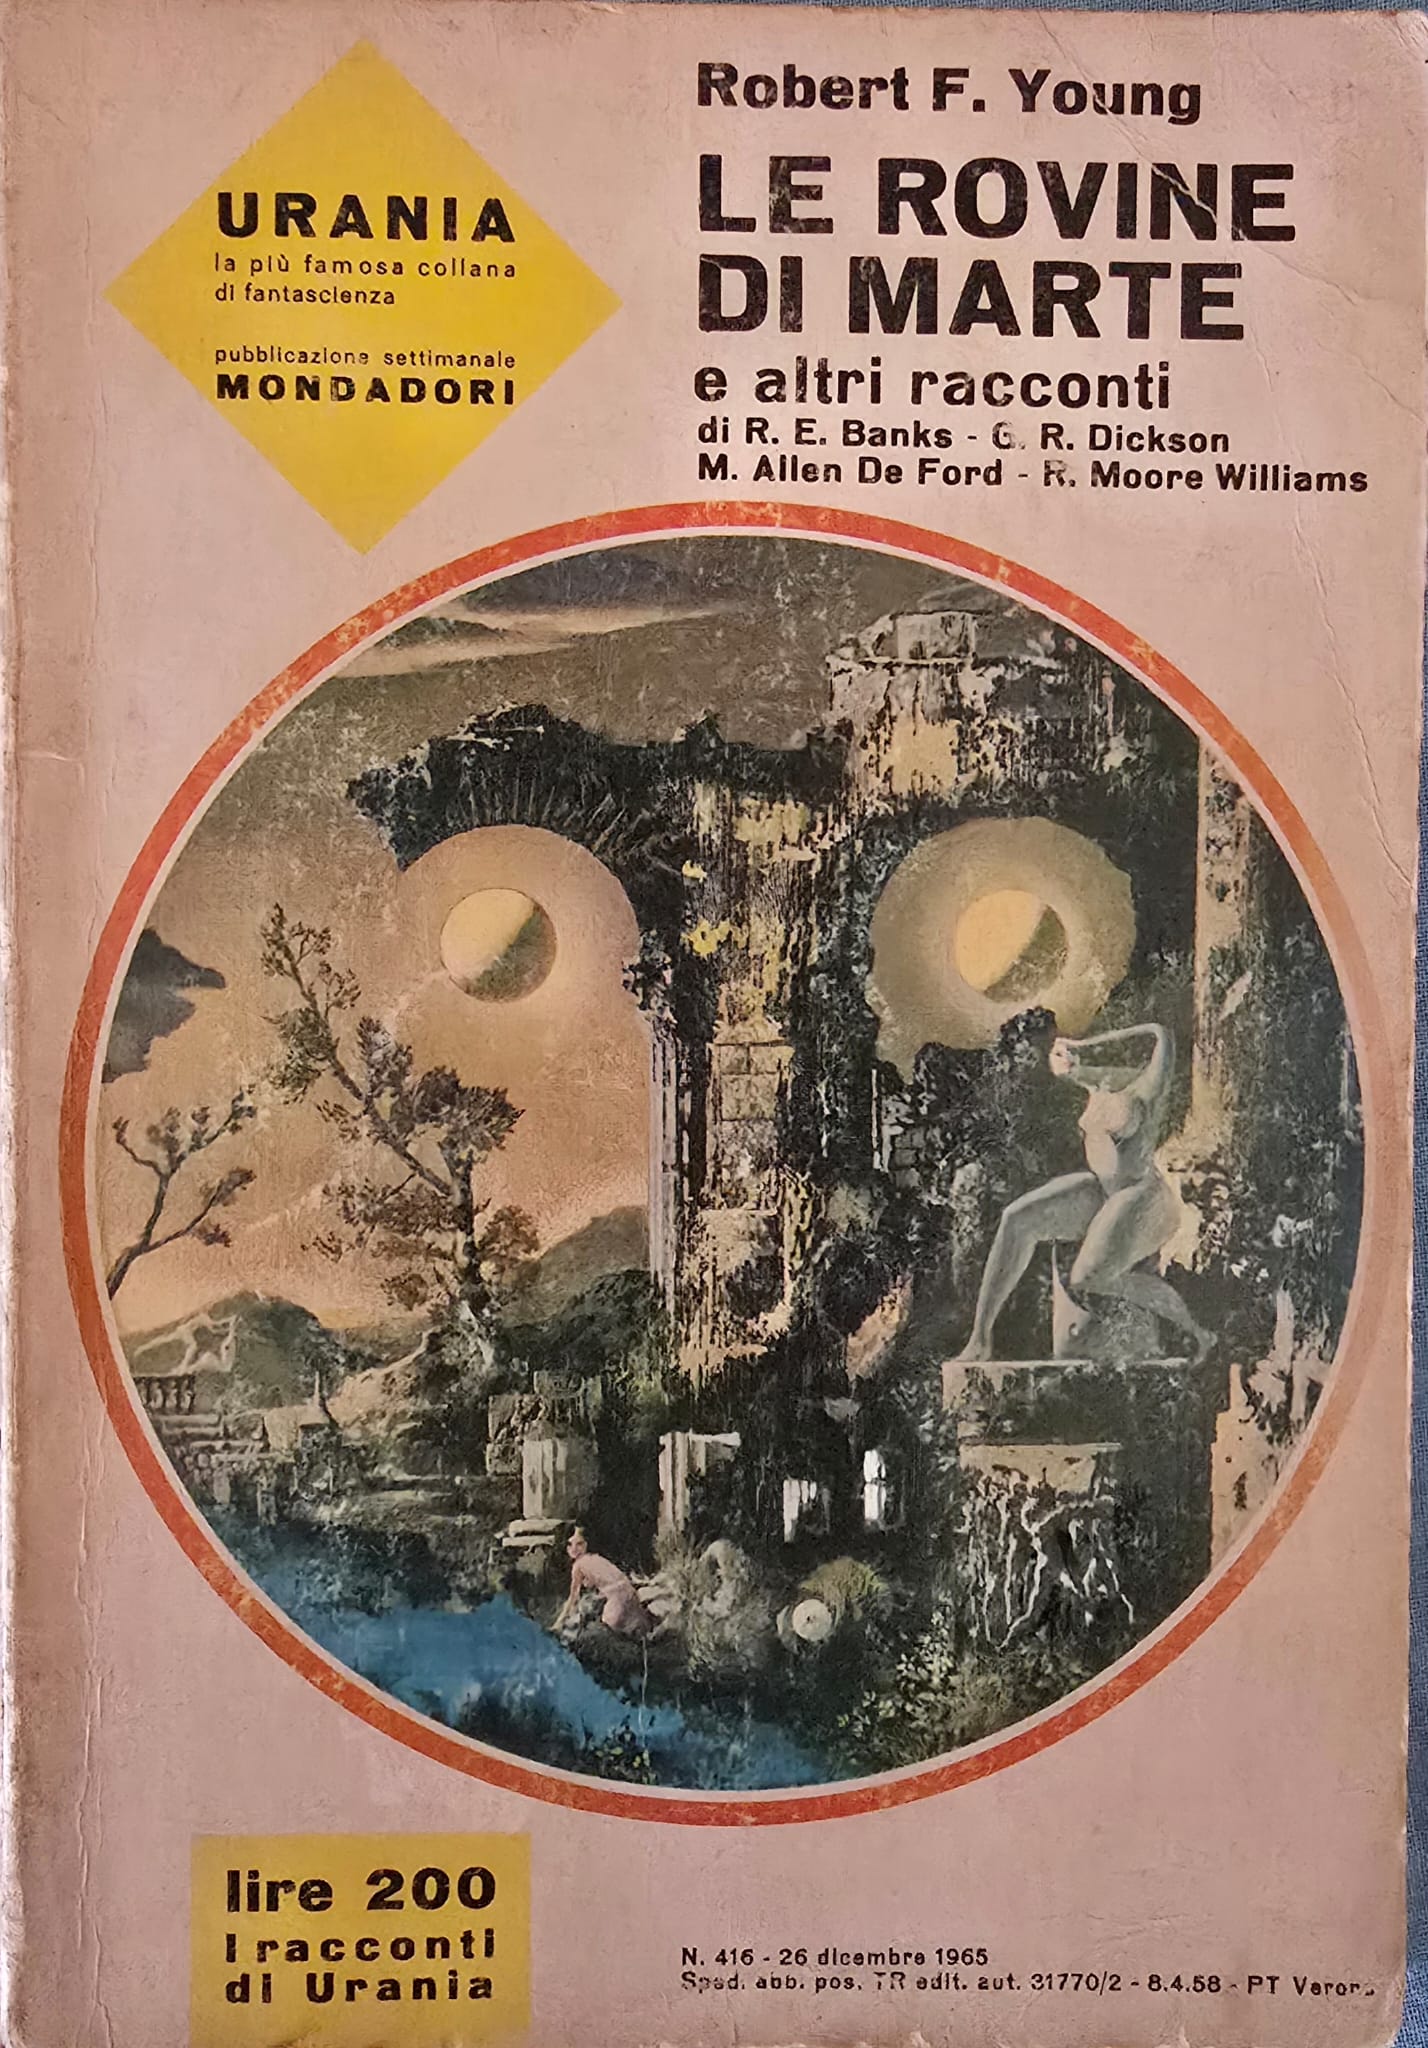 Robert F. Young
LE ROVINE
DI MARTE
e altri racconti
di R. E. Banks - G. R. Dickson
M. Allen De Ford - R. Moore Williams
URANIA
la più famosa collana
di fantascienza
pubblicazione settimanale
MONDADORI
lire 200
I racconti
di Urania
N. 416 - 26 dicembre 1965
Sped. abb. pos. TR edit. aut. 31770/2 - 8.4.58 - PT Verona